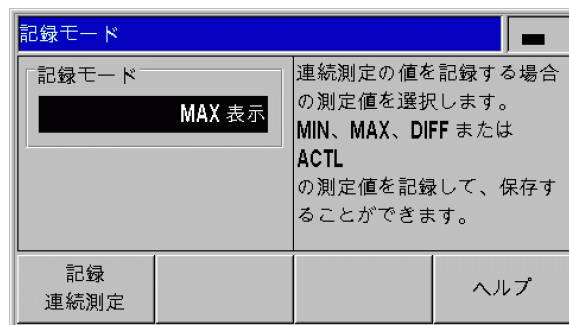 記録モード
記録モード
MAX 表示
連続測定の値を記録する場合
の測定値を選択します。
MIN、MAX、DIFF または
ACTL
の測定値を記録して、保存す
ることができます。
記録
連続測定
ヘルプ